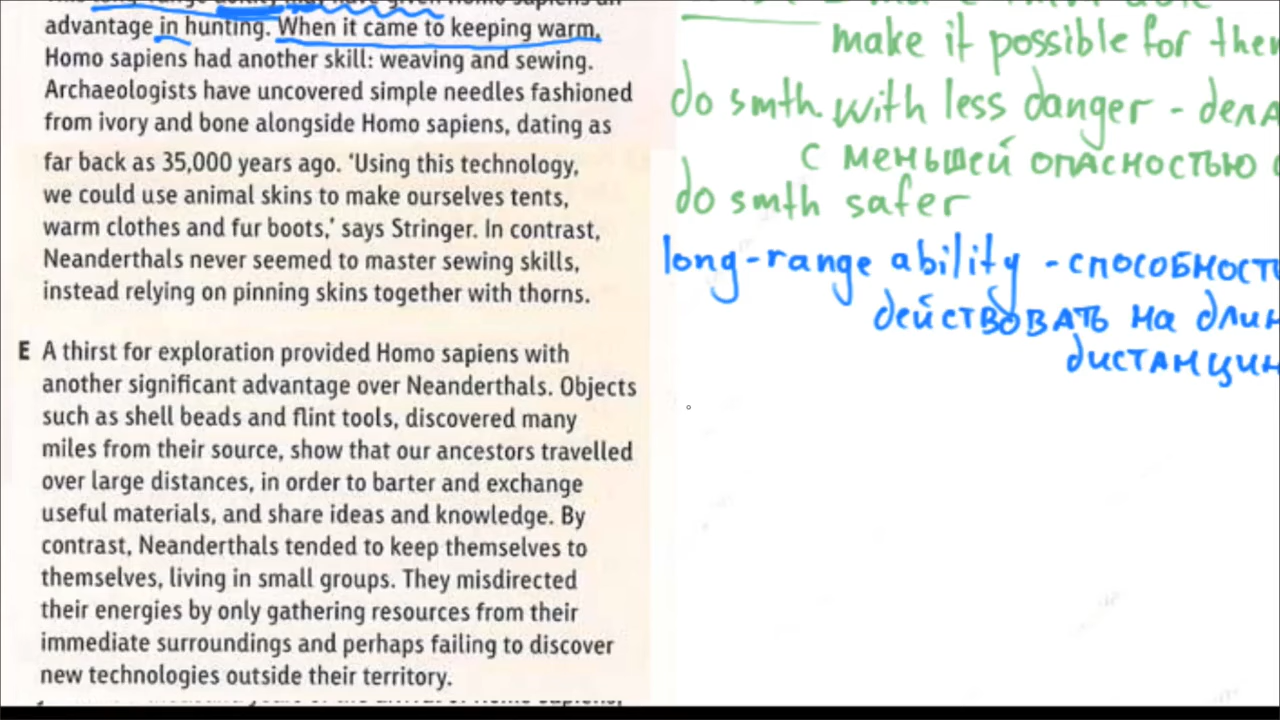 advantage in hunting. When it came to keeping warm,
Homo sapiens had another skill: weaving and sewing.
Archaeologists have uncovered simple needles fashioned
from ivory and bone alongside Homo sapiens, dating as
far back as 35,000 years ago. ‘Using this technology,
we could use animal skins to make ourselves tents,
warm clothes and fur boots,’ says Stringer. In contrast,
Neanderthals never seemed to master sewing skills,
instead relying on pinning skins together with thorns.
E A thirst for exploration provided Homo sapiens with
another significant advantage over Neanderthals. Objects
such as shell beads and flint tools, discovered many
miles from their source, show that our ancestors travelled
over large distances, in order to barter and exchange
useful materials, and share ideas and knowledge. By
contrast, Neanderthals tended to keep themselves to
themselves, living in small groups. They misdirected
their energies by only gathering resources from their
immediate surroundings and perhaps failing to discover
new technologies outside their territory.
make it possible for them
do smth with less danger - дела
с меньшей опасностью
do smth safer
long-range ability - способность
действовать на длин
дистанции